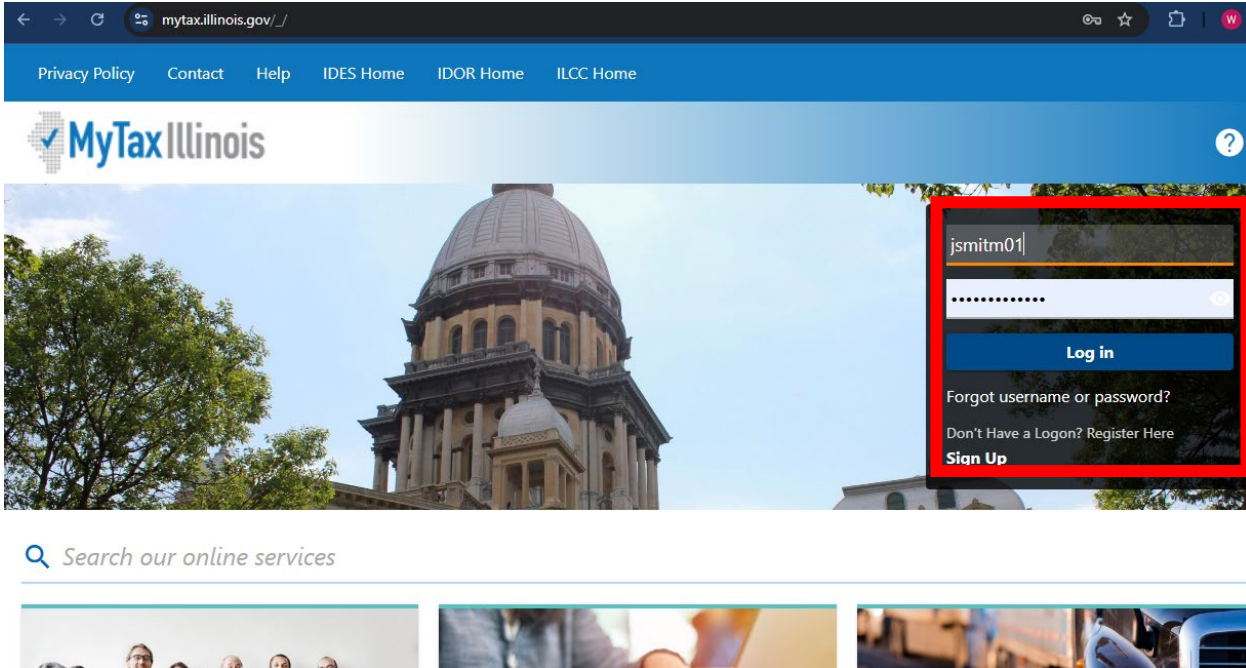 mytax.illinois.gov/_/
W
Privacy Policy Contact Help IDES Home IDOR Home ILCC Home
MyTax Illinois
?
jsmitm01
•••••••••••••
Log in
Forgot username or password?
Don't Have a Logon? Register Here
Sign Up
Search our online services